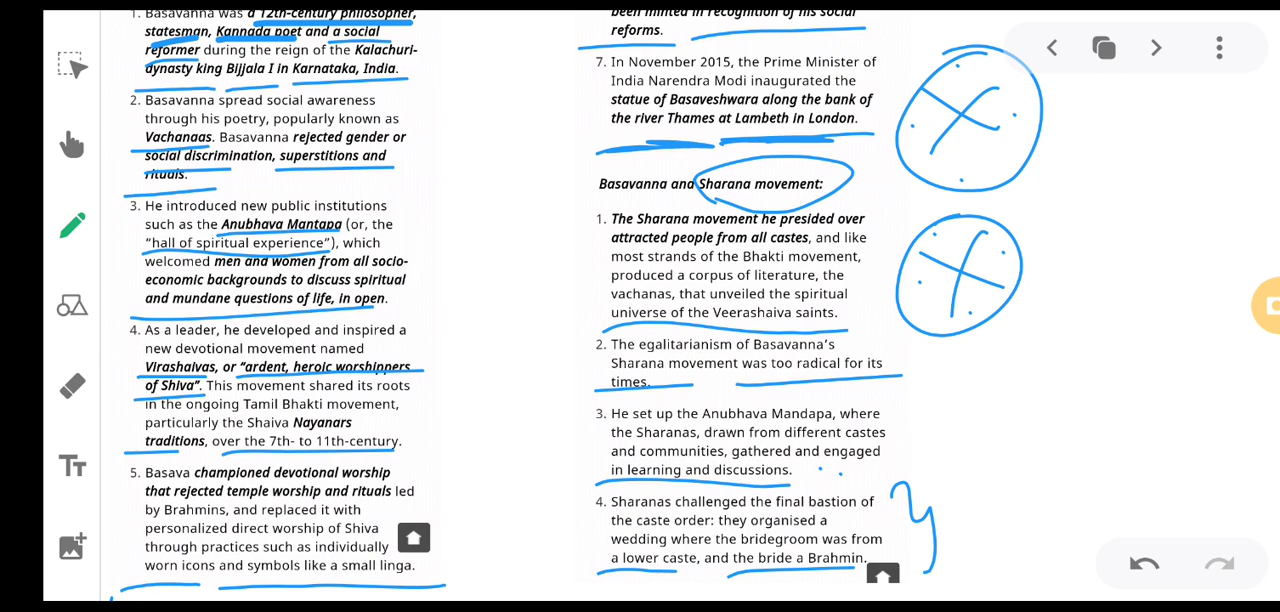 1. Basavanna was a 12th-century philosopher,
statesman, Kannada poet and a social
reformer during the reign of the Kalachuri-
dynasty king Bijjala I in Karnataka, India.
2. Basavanna spread social awareness
through his poetry, popularly known as
Vachanaas. Basavanna rejected gender or
social discrimination, superstitions and
rituals.
3. He introduced new public institutions
such as the Anubhava Mantapa (or, the
“hall of spiritual experience”), which
welcomed men and women from all socio-
economic backgrounds to discuss spiritual
and mundane questions of life, in open.
4. As a leader, he developed and inspired a
new devotional movement named
Virashaivas, or “ardent, heroic worshippers
of Shiva”. This movement shared its roots
in the ongoing Tamil Bhakti movement,
particularly the Shaiva Nayanars
traditions, over the 7th- to 11th-century.
5. Basava championed devotional worship
that rejected temple worship and rituals led
by Brahmins, and replaced it with
personalized direct worship of Shiva
through practices such as individually
worn icons and symbols like a small linga.
been minted in recognition of his social
reforms.
7. In November 2015, the Prime Minister of
India Narendra Modi inaugurated the
statue of Basaveshwara along the bank of
the river Thames at Lambeth in London.
Basavanna and Sharana movement:
1. The Sharana movement he presided over
attracted people from all castes, and like
most strands of the Bhakti movement,
produced a corpus of literature, the
vachanas, that unveiled the spiritual
universe of the Veerashaiva saints.
2. The egalitarianism of Basavanna’s
Sharana movement was too radical for its
times.
3. He set up the Anubhava Mandapa, where
the Sharanas, drawn from different castes
and communities, gathered and engaged
in learning and discussions.
4. Sharanas challenged the final bastion of
the caste order: they organised a
wedding where the bridegroom was from
a lower caste, and the bride a Brahmin.
Tт